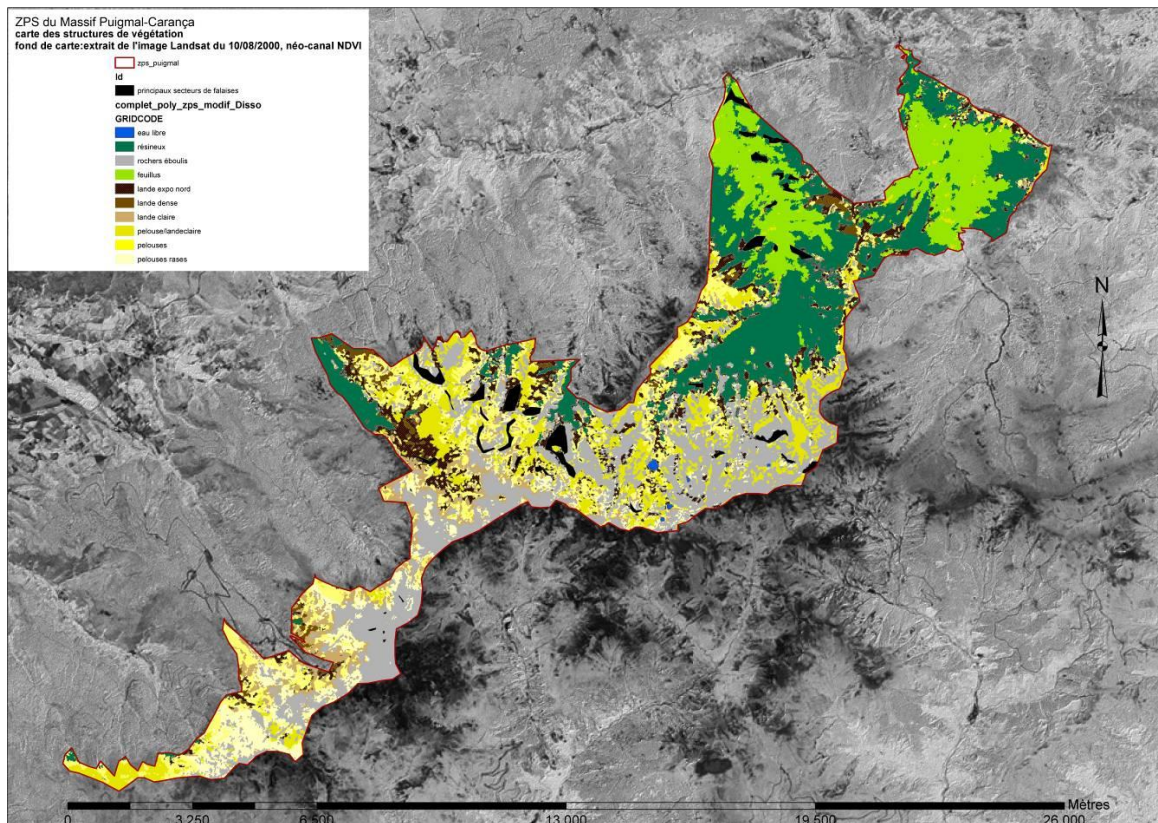 ZPS du Massif Puigmal-Carança
carte des structures de végétation
fond de carte:extrait de l'image Landsat du 10/08/2000, néo-canal NDVI
zps_puigmal
Id
principaux secteurs de falaises
complet_poly_zps_modif_Disso
GRIDCODE
eau libre
résineux
rochers éboulis
feuillus
lande expo nord
lande dense
lande claire
pelouse/landeclaire
pelouses
pelouses rases
N
Mètres
0 3 250 6 500 13 000 19 500 26 000